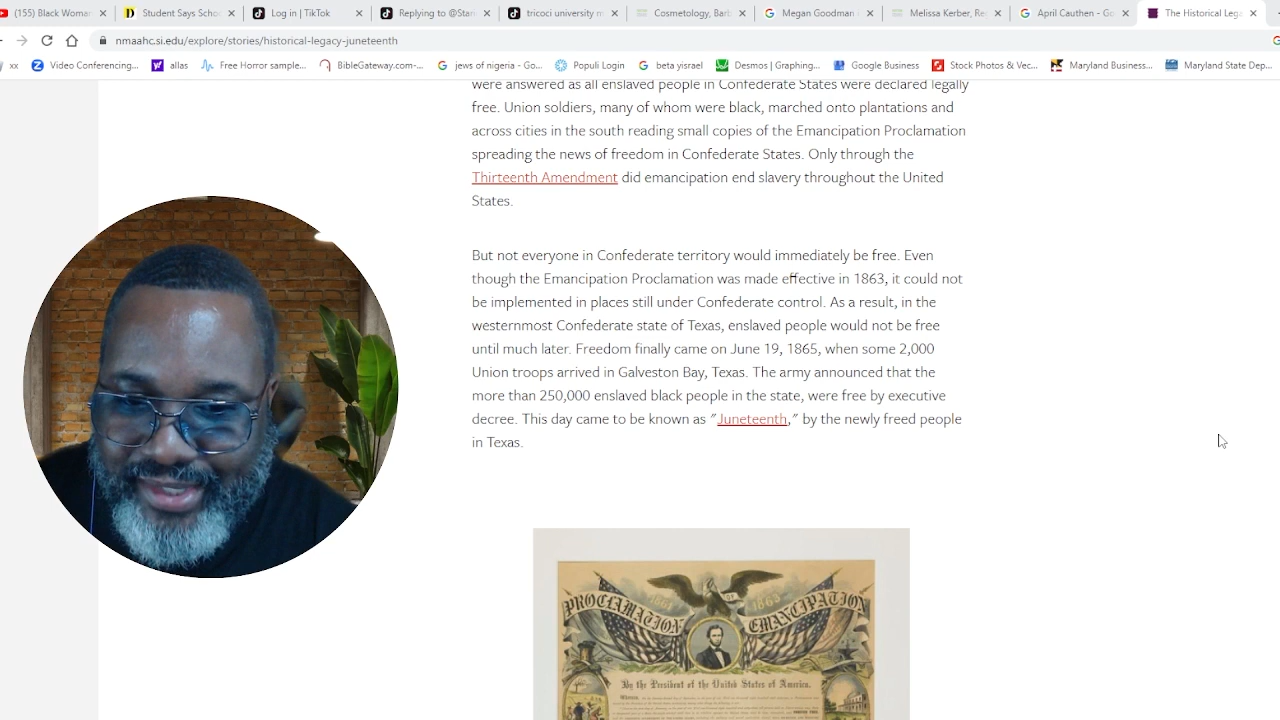 (155) Black Woman
Student Says Schoo
Log in | TikTok
Replying to @Stari
tricoci university m
Cosmetology, Barb
Megan Goodman
Melissa Kerber, Re
April Cauthen - Go
The Historical Lega
nmaahc.si.edu/explore/stories/historical-legacy-juneteenth
xx
Video Conferencing...
allas
Free Horror sample...
BibleGateway.com-...
jews of nigeria - Go...
Populi Login
beta yisrael
Desmos | Graphing...
Google Business
Stock Photos & Vec...
Maryland Business...
Maryland State Dep...
were answered as all enslaved people in Confederate States were declared legally
free. Union soldiers, many of whom were black, marched onto plantations and
across cities in the south reading small copies of the Emancipation Proclamation
spreading the news of freedom in Confederate States. Only through the
Thirteenth Amendment did emancipation end slavery throughout the United
States.
But not everyone in Confederate territory would immediately be free. Even
though the Emancipation Proclamation was made effective in 1863, it could not
be implemented in places still under Confederate control. As a result, in the
westernmost Confederate state of Texas, enslaved people would not be free
until much later. Freedom finally came on June 19, 1865, when some 2,000
Union troops arrived in Galveston Bay, Texas. The army announced that the
more than 250,000 enslaved black people in the state, were free by executive
decree. This day came to be known as "Juneteenth," by the newly freed people
in Texas.
PROCLAMATION OF EMANCIPATION
By the President of the United States of America.